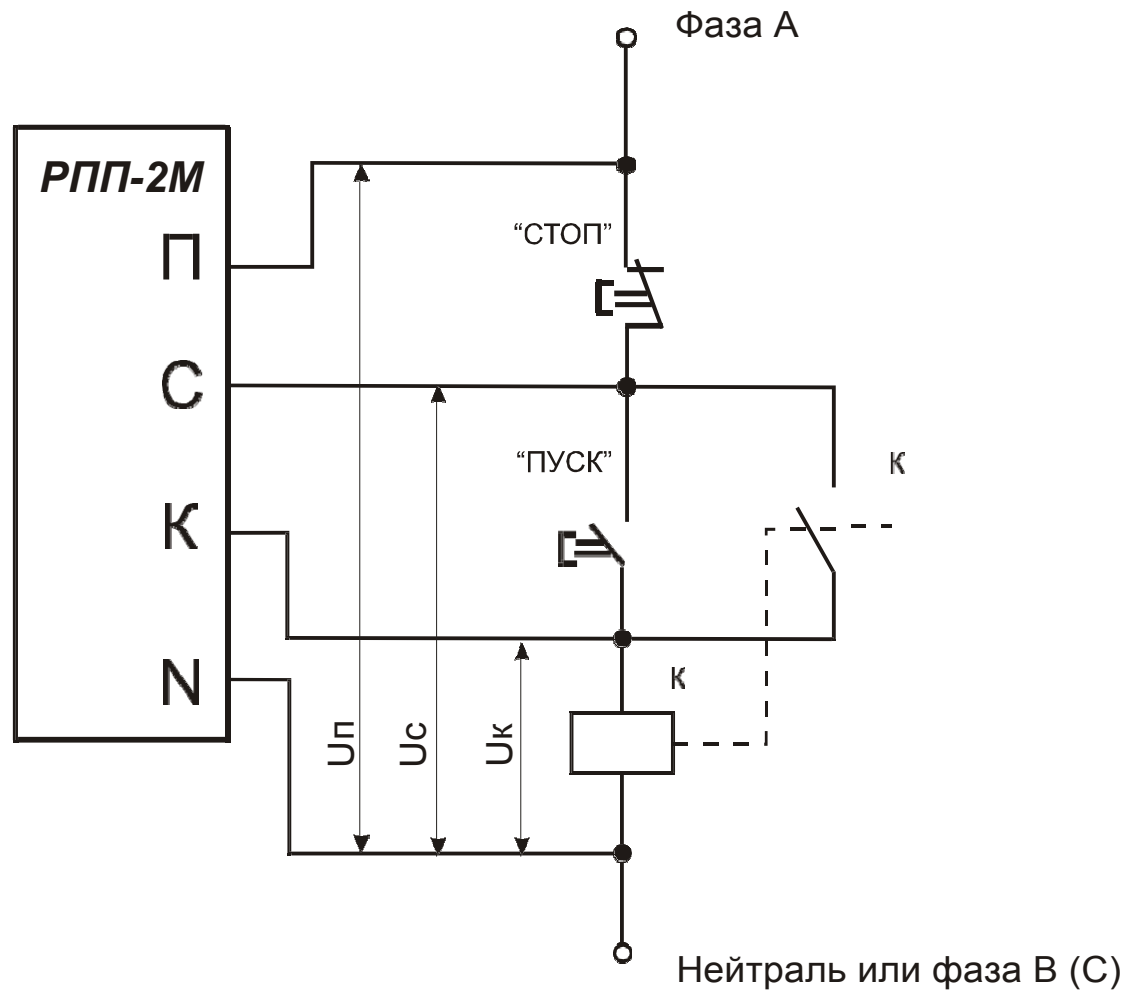 Фаза А
РПП-2М
П
“СТОП”
С
“ПУСК”
К
К
N
К
Uп
Uс
Uк
Нейтраль или фаза В (С)